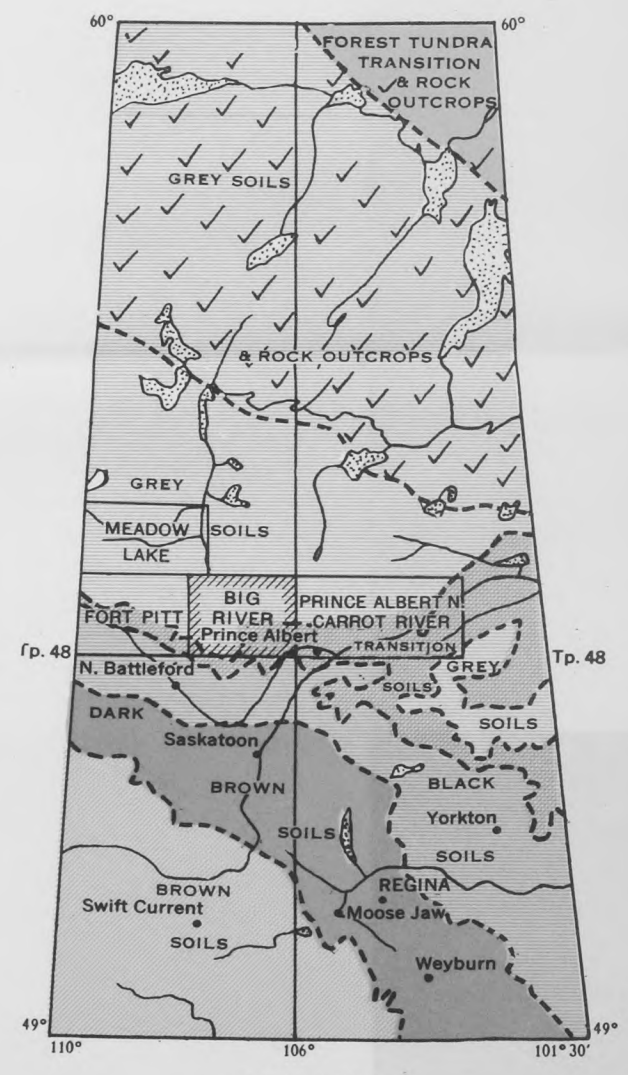 60°
60°
FOREST TUNDRA
TRANSITION
& ROCK
OUTCROPS
GREY SOILS
& ROCK OUTCROPS
GREY
SOILS
MEADOW
LAKE
FORT PITT
BIG
RIVER
Prince Albert
PRINCE ALBERT N.
CARROT RIVER
TRANSITION
Tp. 48
Tp. 48
N. Battleford
GREY
SOILS
SOILS
DARK
Saskatoon
BROWN
SOILS
BLACK
Yorkton
SOILS
BROWN
Swift Current
SOILS
REGINA
Moose Jaw
Weyburn
49°
49°
110°
106°
101° 30'